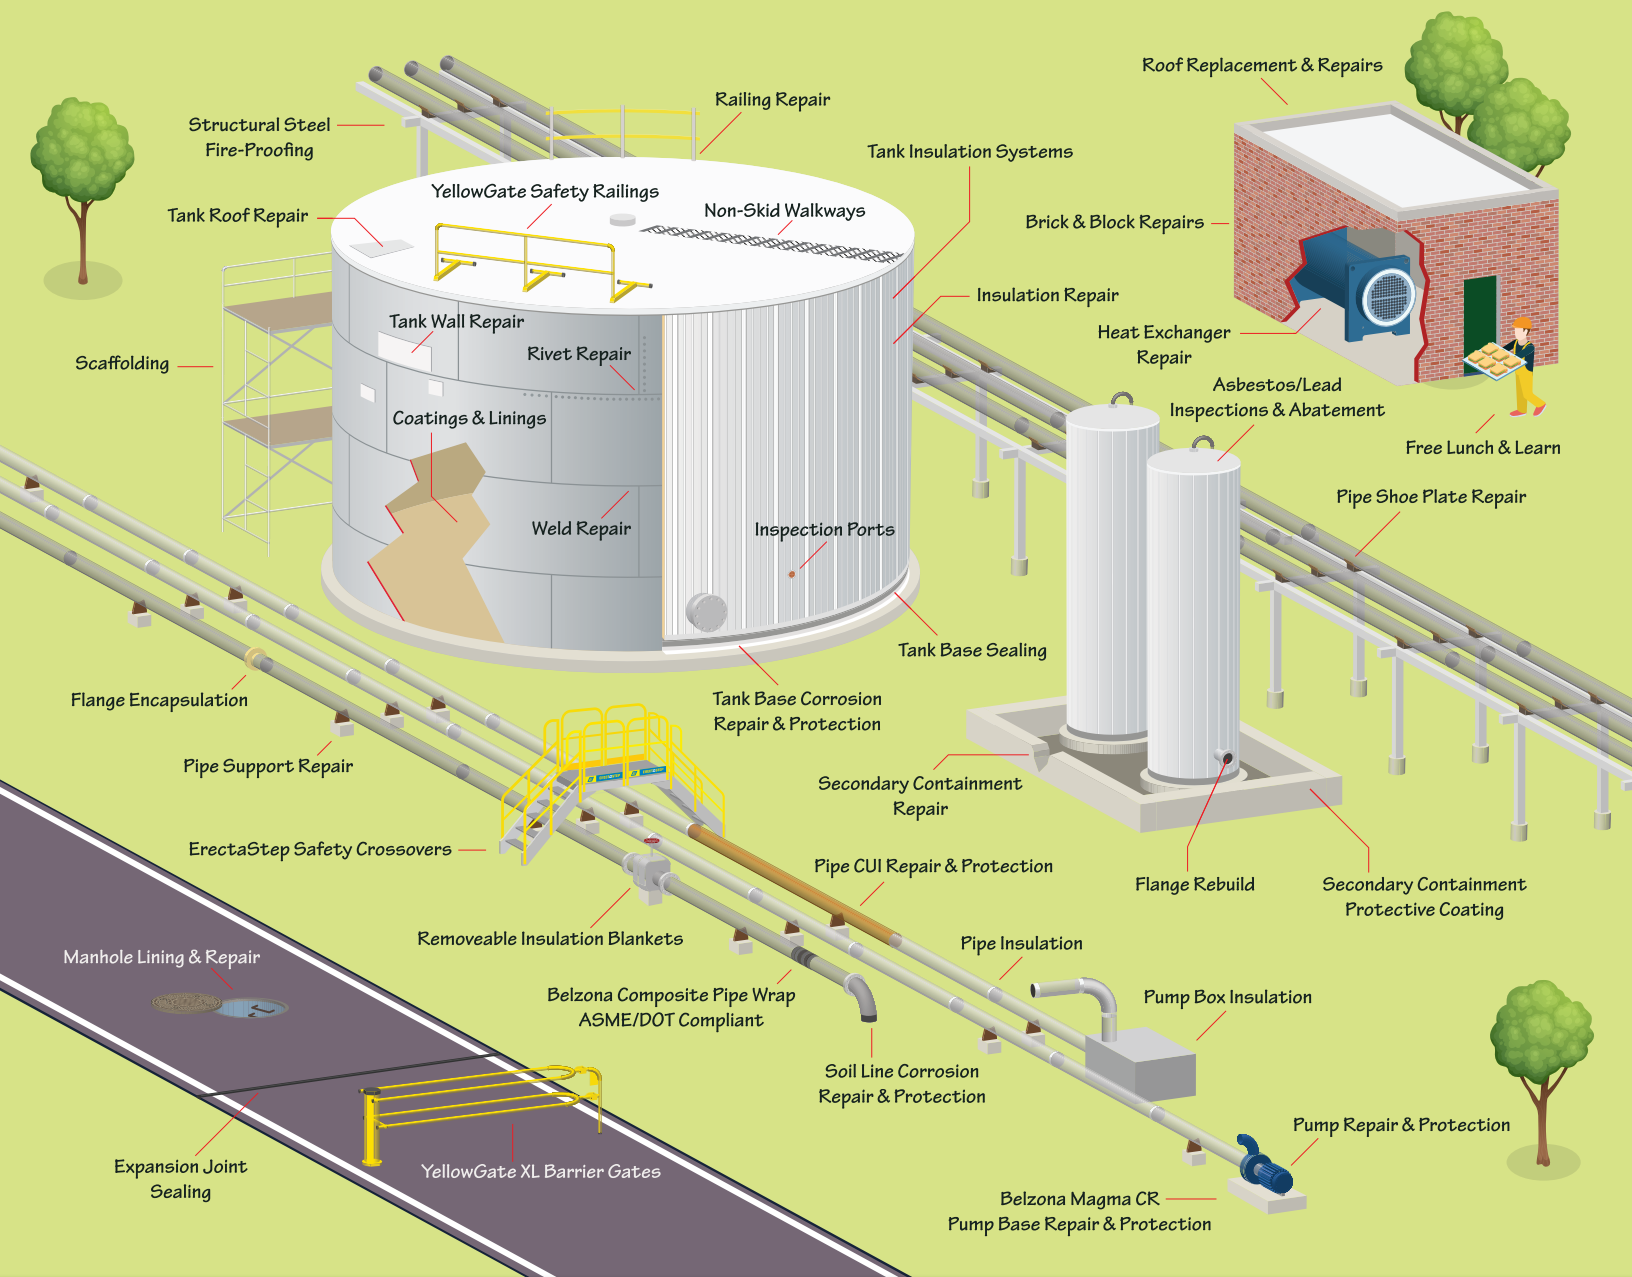 Roof Replacement & Repairs
Railing Repair
Structural Steel
Fire-Proofing
Tank Insulation Systems
YellowGate Safety Railings
Non-Skid Walkways
Tank Roof Repair
Brick & Block Repairs
Insulation Repair
Tank Wall Repair
Heat Exchanger
Repair
Rivet Repair
Scaffolding
Asbestos/Lead
Inspections & Abatement
Coatings & Linings
Free Lunch & Learn
Pipe Shoe Plate Repair
Weld Repair
Inspection Ports
Tank Base Sealing
Flange Encapsulation
Tank Base Corrosion
Repair & Protection
Pipe Support Repair
Secondary Containment
Repair
ErectaStep Safety Crossovers
Pipe CUI Repair & Protection
Flange Rebuild
Secondary Containment
Protective Coating
Removeable Insulation Blankets
Pipe Insulation
Manhole Lining & Repair
Belzona Composite Pipe Wrap
ASME/DOT Compliant
Pump Box Insulation
Soil Line Corrosion
Repair & Protection
Pump Repair & Protection
Expansion Joint
Sealing
YellowGate XL Barrier Gates
Belzona Magma CR
Pump Base Repair & Protection